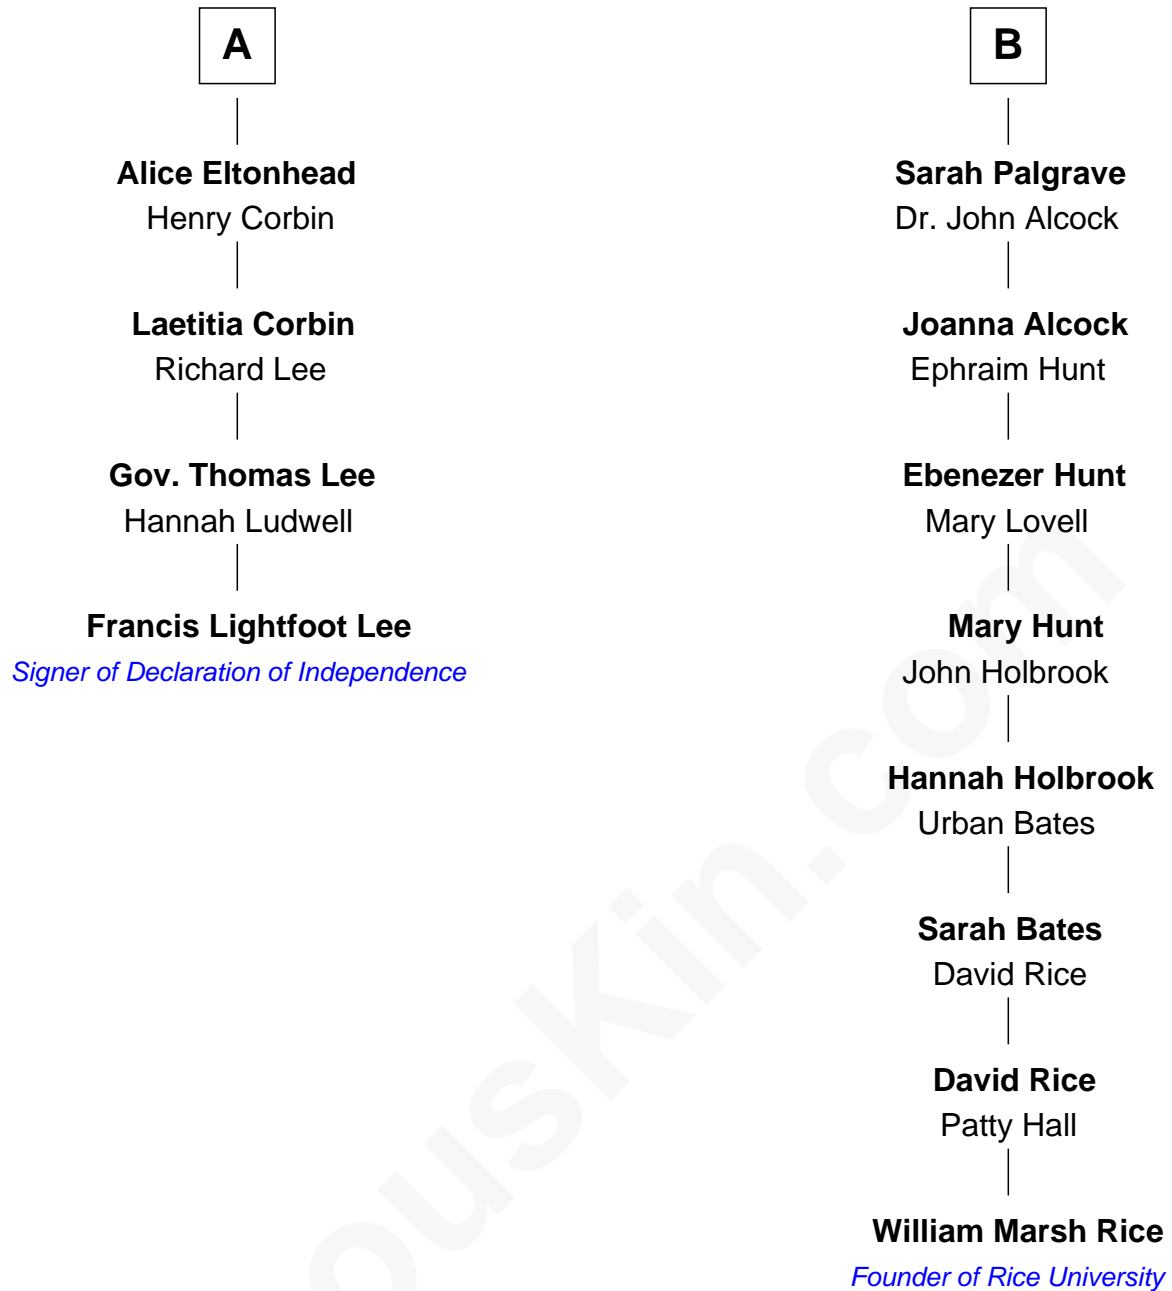 A
Alice Eltonhead
Henry Corbin
Laetitia Corbin
Richard Lee
Gov. Thomas Lee
Hannah Ludwell
Francis Lightfoot Lee
Signer of Declaration of Independence
B
Sarah Palgrave
Dr. John Alcock
Joanna Alcock
Ephraim Hunt
Ebenezer Hunt
Mary Lovell
Mary Hunt
John Holbrook
Hannah Holbrook
Urban Bates
Sarah Bates
David Rice
David Rice
Patty Hall
William Marsh Rice
Founder of Rice University
ousKin.com